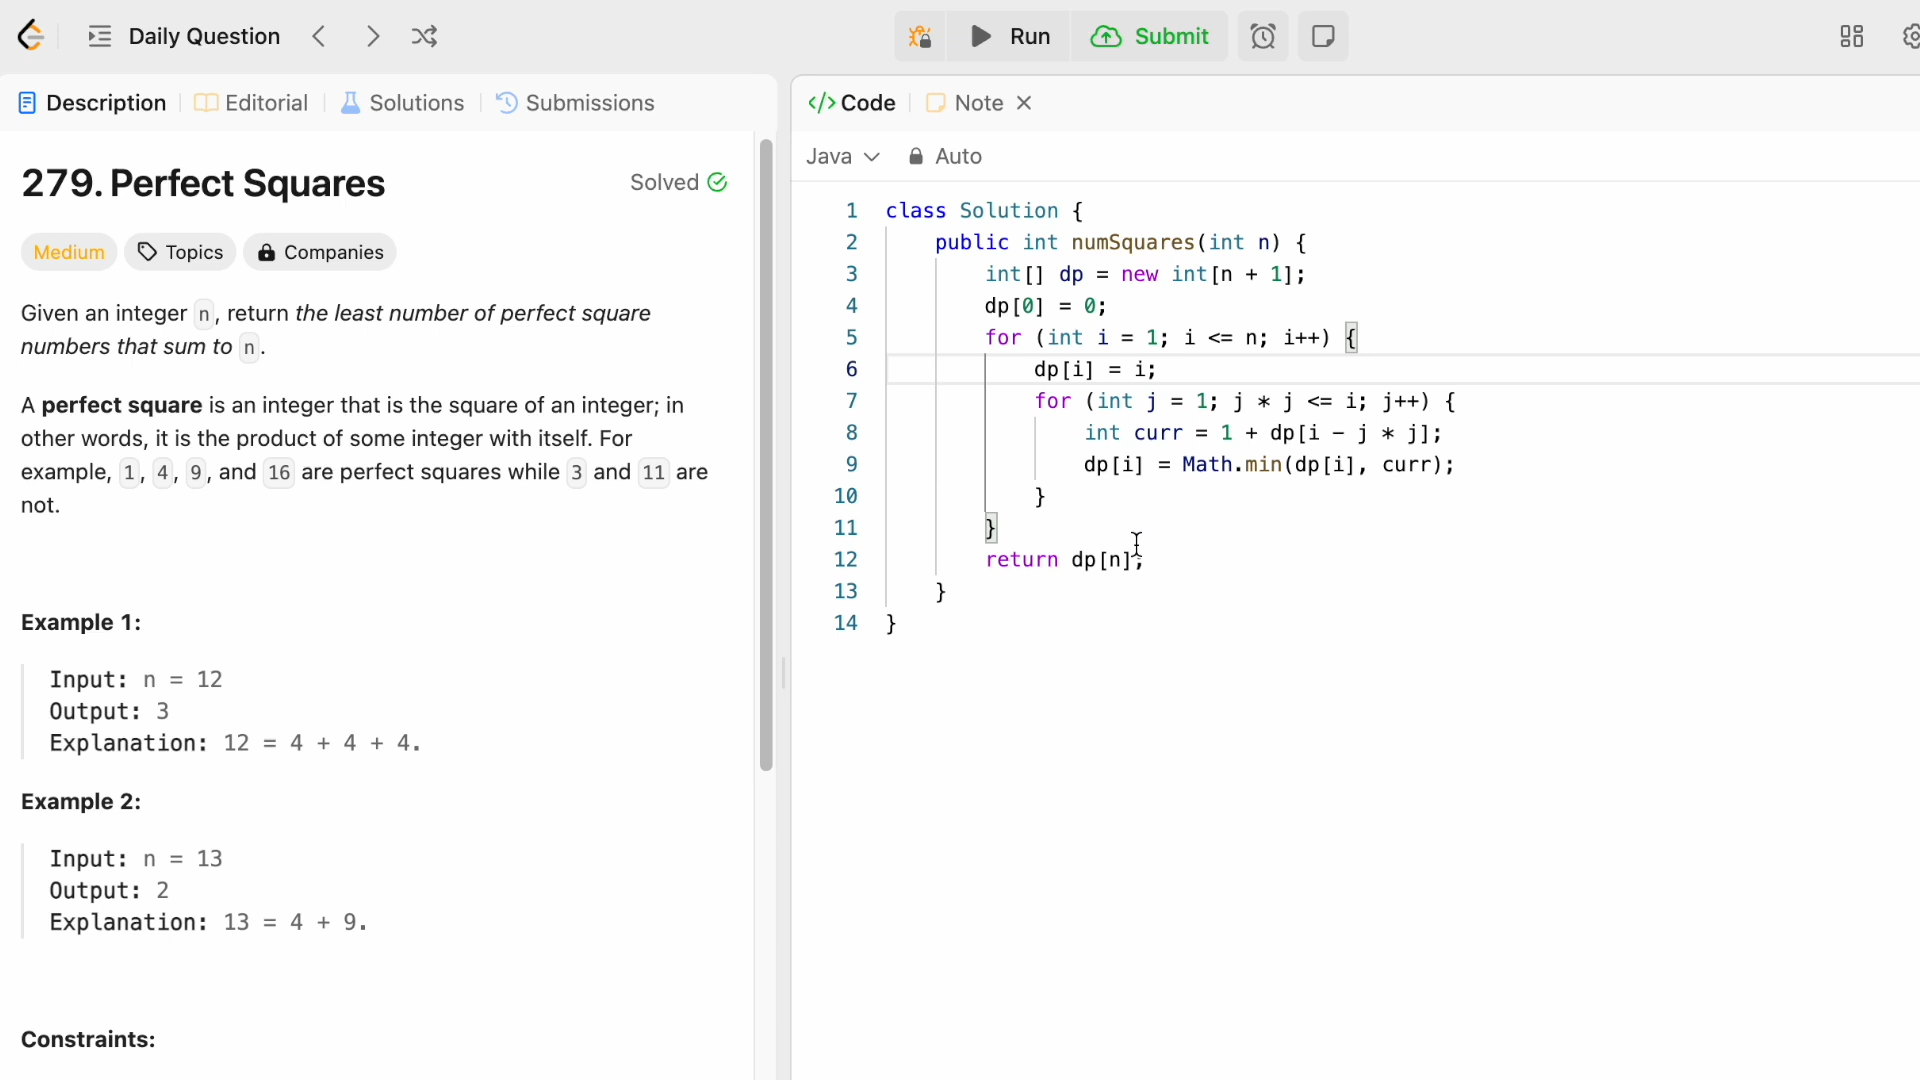 Daily Question
Run
Submit
Description
Editorial
Solutions
Submissions
279. Perfect Squares
Solved
Medium
Topics
Companies
Given an integer n, return the least number of perfect square
numbers that sum to n.
A perfect square is an integer that is the square of an integer; in
other words, it is the product of some integer with itself. For
example, 1, 4, 9, and 16 are perfect squares while 3 and 11 are
not.
Example 1:
Input: n = 12
Output: 3
Explanation: 12 = 4 + 4 + 4.
Example 2:
Input: n = 13
Output: 2
Explanation: 13 = 4 + 9.
Constraints:
</> Code
Note
Java
Auto
1 class Solution {
2     public int numSquares(int n) {
3         int[] dp = new int[n + 1];
4         dp[0] = 0;
5         for (int i = 1; i <= n; i++) {
6             dp[i] = i;
7             for (int j = 1; j * j <= i; j++) {
8                 int curr = 1 + dp[i - j * j];
9                 dp[i] = Math.min(dp[i], curr);
10             }
11         }
12         return dp[n];
13     }
14 }